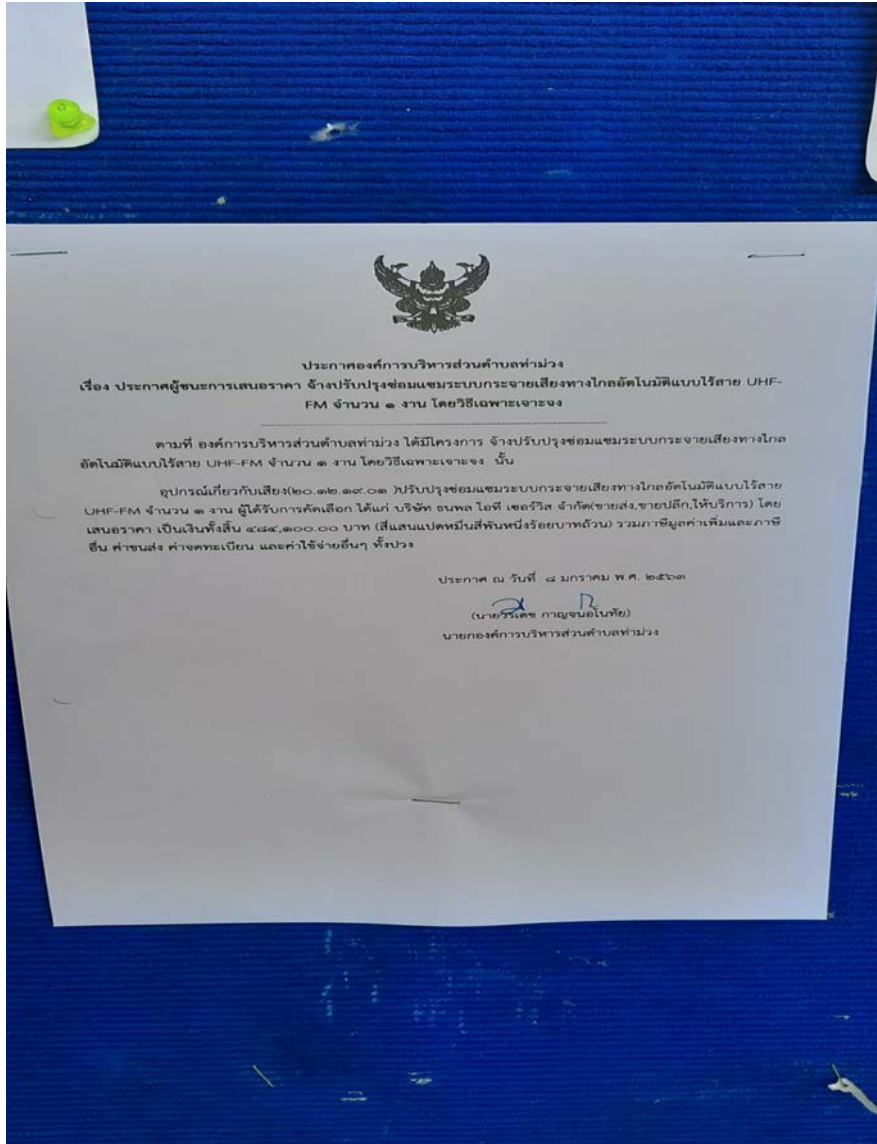 ประกาศองค์การบริหารส่วนตำบลท่าม่วง
เรื่อง ประกาศผู้ชนะการเสนอราคา จ้างปรับปรุงซ่อมแซมระบบกระจายเสียงทางไกลอัตโนมัติแบบไร้สาย UHF-
FM จำนวน ๑ งาน โดยวิธีเฉพาะเจาะจง
ตามที่ องค์การบริหารส่วนตำบลท่าม่วง ได้มีโครงการ จ้างปรับปรุงซ่อมแซมระบบกระจายเสียงทางไกล
อัตโนมัติแบบไร้สาย UHF-FM จำนวน ๑ งาน โดยวิธีเฉพาะเจาะจง นั้น
อุปกรณ์เกี่ยวกับเสียง(๒๐.๑๒.๑๙.๐๑ )ปรับปรุงซ่อมแซมระบบกระจายเสียงทางไกลอัตโนมัติแบบไร้สาย
UHF-FM จำนวน ๑ งาน ผู้ได้รับการคัดเลือก ได้แก่ บริษัท ธนพล ไอที เซอร์วิส จำกัด(ขายส่ง,ขายปลีก,ให้บริการ) โดย
เสนอราคา เป็นเงินทั้งสิ้น ๔๘๔,๑๐๐.๐๐ บาท (สี่แสนแปดหมื่นสี่พันหนึ่งร้อยบาทถ้วน) รวมภาษีมูลค่าเพิ่มและภาษี
อื่น ค่าขนส่ง ค่าจดทะเบียน และค่าใช้จ่ายอื่นๆ ทั้งปวง
ประกาศ ณ วันที่ ๘ มกราคม พ.ศ. ๒๕๖๓
(นายวรเดช กาญจนอโนทัย)
นายกองค์การบริหารส่วนตำบลท่าม่วง